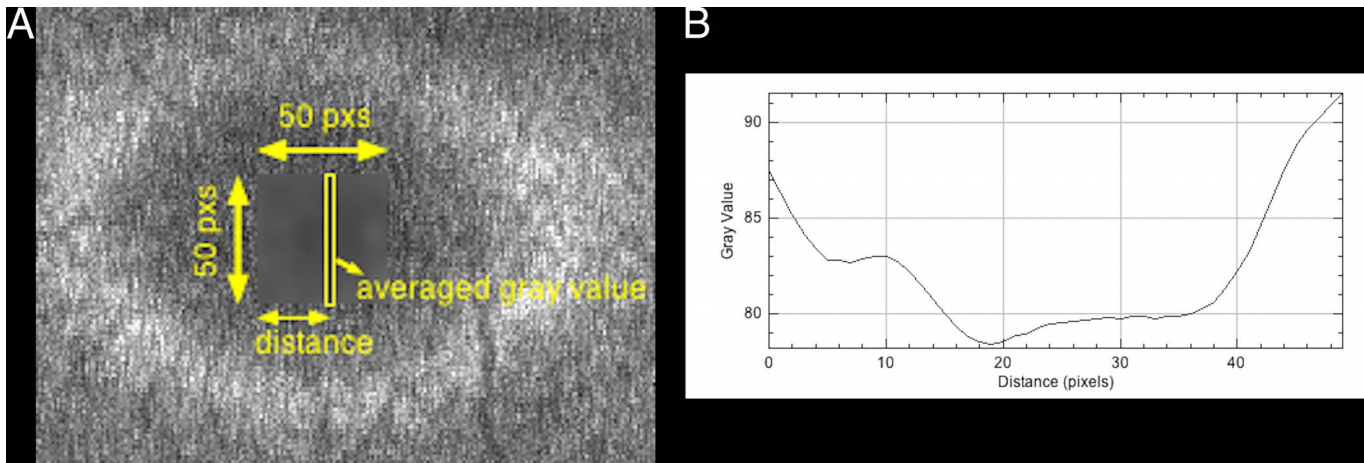 A
50 pxs
50 pxs
averaged gray value
distance
B
90
85
80
Gray Value
0
10
20
30
40
Distance (pixels)